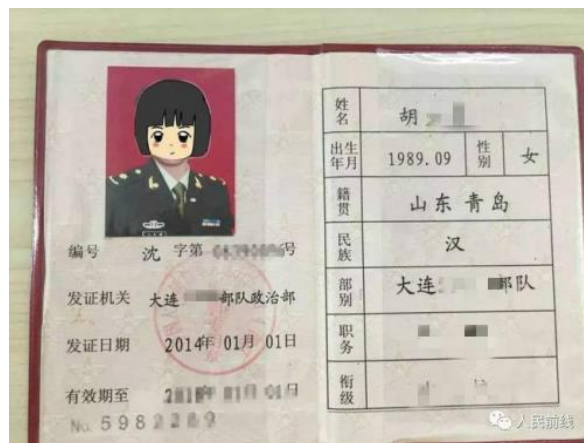 编号 沈 字第 号
发证机关 大连 部队政治部
发证日期 2014年 01月 01日
有效期至 日
No. 5982289
姓名 胡
出生年月 1989.09 性别 女
籍贯 山东 青岛
民族 汉
部别 大连 部队
职务
衔级
人民前线